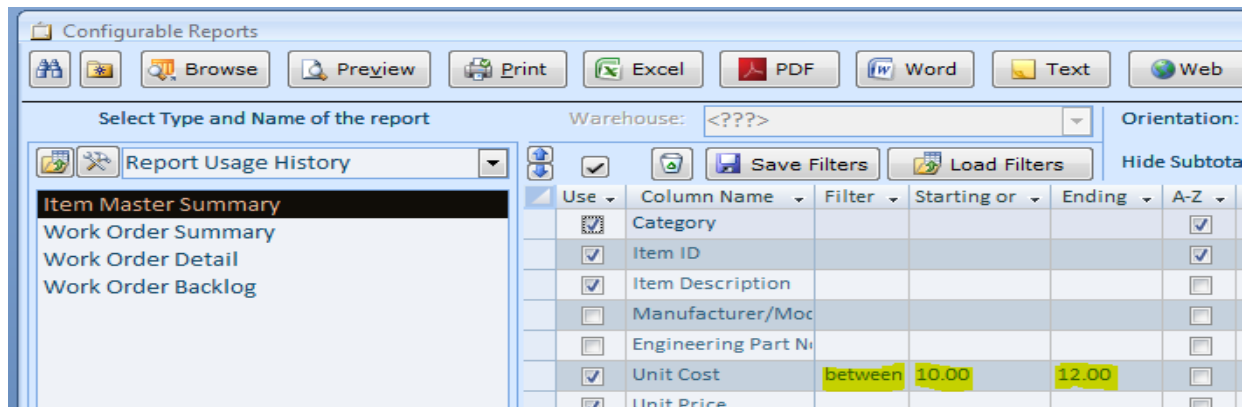 Configurable Reports
Browse Preview Print Excel PDF Word Text Web
Select Type and Name of the report Warehouse: <???> Orientation:
Report Usage History Save Filters Load Filters Hide Subtota
Item Master Summary
Work Order Summary
Work Order Detail
Work Order Backlog
Use Column Name Filter Starting or Ending A-Z
Category
Item ID
Item Description
Manufacturer/Moc
Engineering Part
Unit Cost between 10.00 12.00
Unit Price